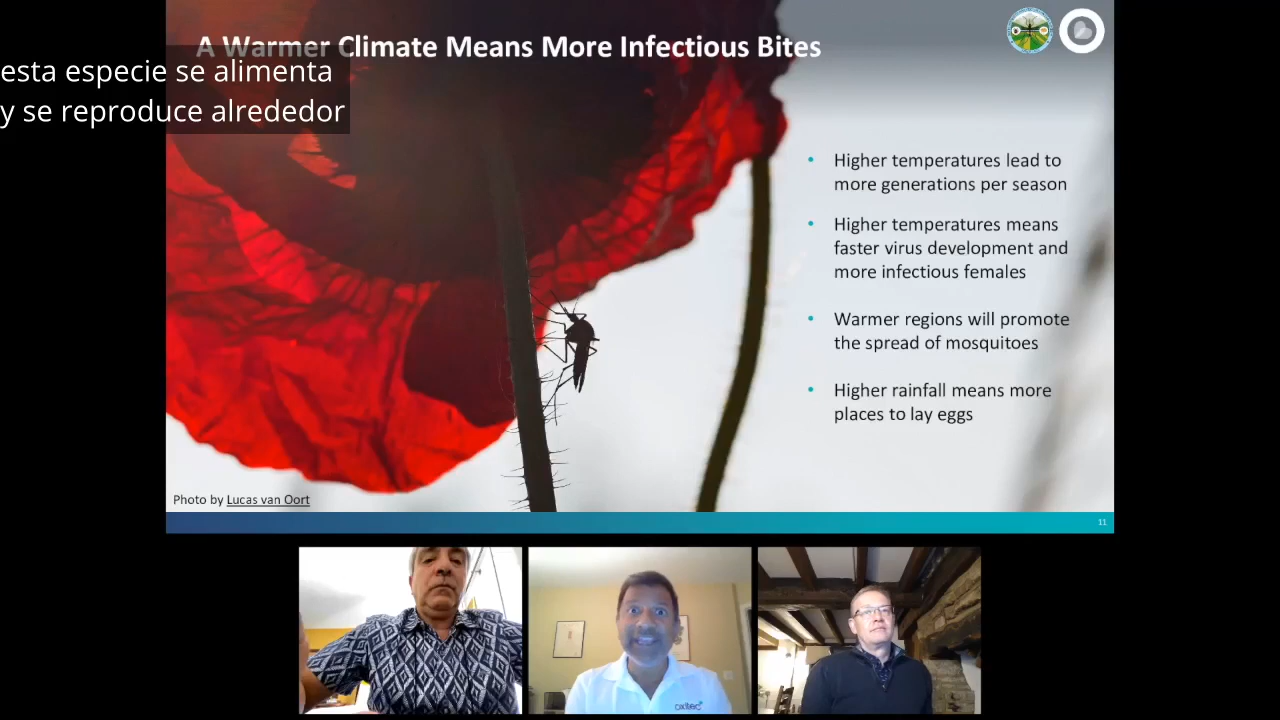 A Warmer Climate Means More Infectious Bites
esta especie se alimenta
y se reproduce alrededor
• Higher temperatures lead to
more generations per season
• Higher temperatures means
faster virus development and
more infectious females
• Warmer regions will promote
the spread of mosquitoes
• Higher rainfall means more
places to lay eggs
Photo by Lucas van Oort
11
oxitec